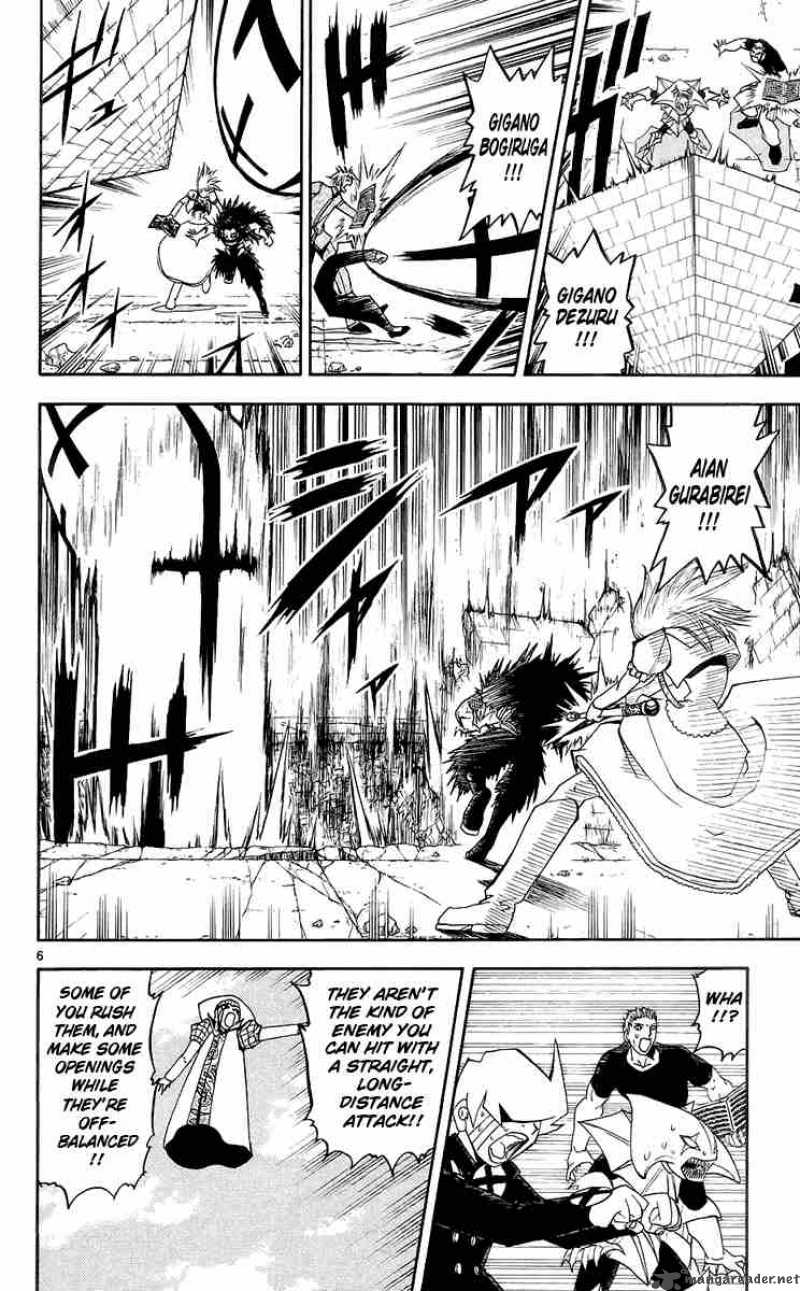 GIGANO
DEZURU
!!!
GIGANO
BOGIRUGA
!!!
AIAN
GURABIREI
!!!
6
WHA
!!?
THEY AREN'T
THE KIND OF
ENEMY YOU
CAN HIT WITH
A STRAIGHT,
LONG-
DISTANCE
ATTACK!!
SOME OF
YOU RUSH
THEM, AND
MAKE SOME
OPENINGS
WHILE
THEY'RE
OFF-
BALANCED
!!
mangareader.net